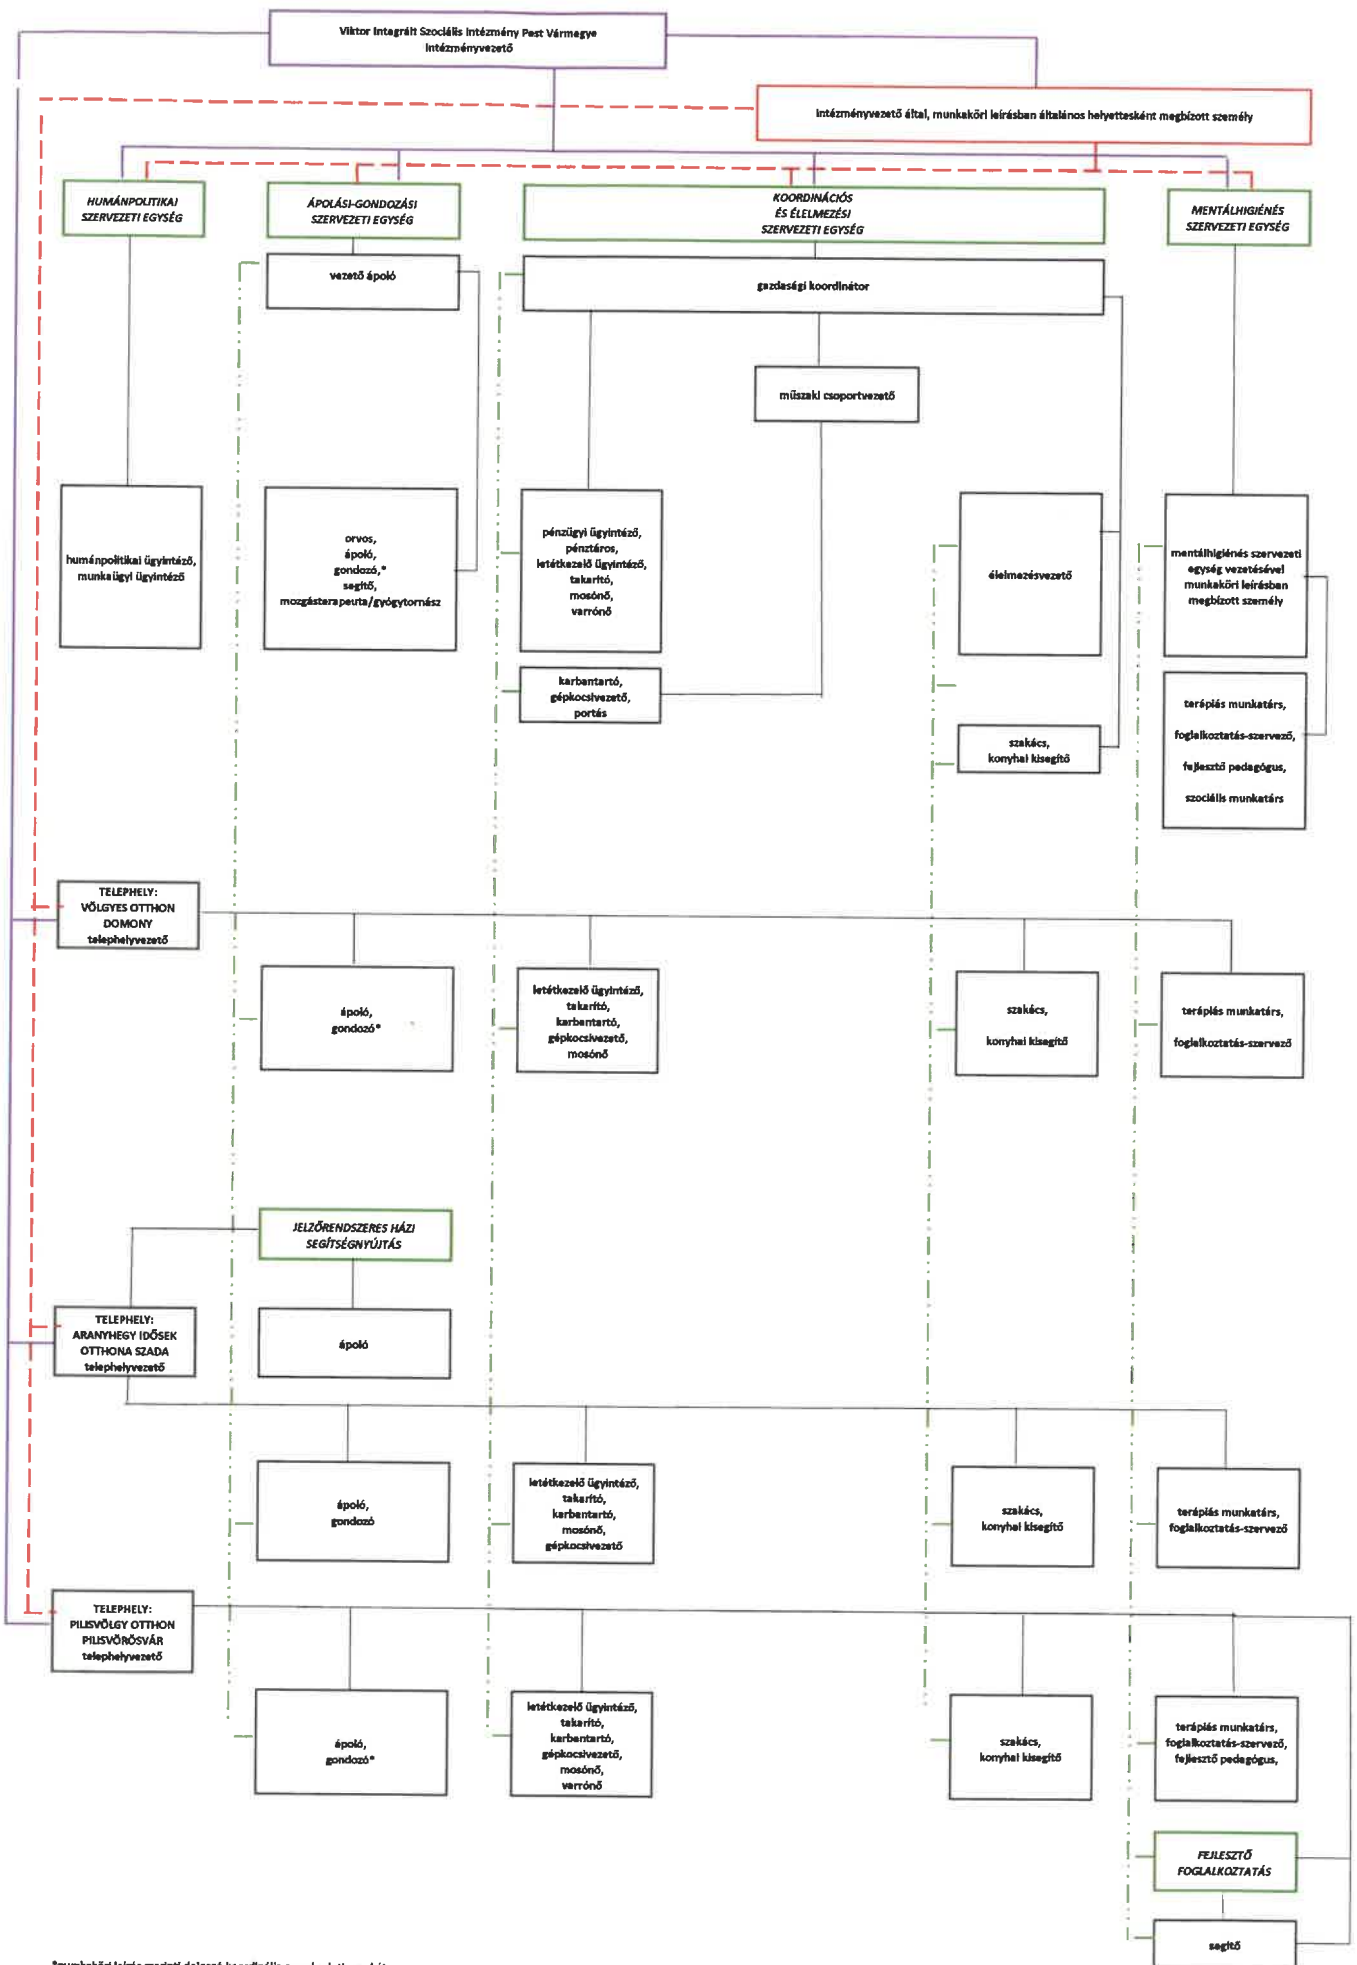 Viktor Integrált Szociális Intézmény Pest Vármegye
Intézményvezető
Intézményvezető által, munkaköri leírásban általános helyettesként megbízott személy
HUMÁNPOLITIKAI
SZERVEZETI EGYSÉG
ÁPOLÁSI-GONDOZÁSI
SZERVEZETI EGYSÉG
KOORDINÁCIÓS
ÉS ÉLELMEZÉSI
SZERVEZETI EGYSÉG
MENTÁLHIGIÉNÉS
SZERVEZETI EGYSÉG
vezető ápoló
gazdasági koordinátor
műszaki csoportvezető
humánpolitikai ügyintéző,
munkaügyi ügyintéző
orvos,
ápoló,
gondozó,*
segítő,
mozgásterapeuta/gyógytornász
pénzügyi ügyintéző,
pénztáros,
letétkezelő ügyintéző,
takarító,
mosónő,
varrónő
élelmezésvezető
mentálhigiénés szervezeti
egység vezetésével
munkaköri leírásban
megbízott személy
karbantartó,
gépkocsivezető,
portás
szakács,
konyhai kisegítő
terápiás munkatárs,
foglalkoztatás-szervező,
fejlesztő pedagógus,
szociális munkatárs
TELEPHELY:
VÖLGYES OTTHON
DOMONY
telephelyvezető
ápoló,
gondozó*
letétkezelő ügyintéző,
takarító,
karbantartó,
gépkocsivezető,
mosónő
szakács,
konyhai kisegítő
terápiás munkatárs,
foglalkoztatás-szervező
JELZŐRENDSZERES HÁZI
SEGÍTSÉGNYÚJTÁS
TELEPHELY:
ARANYHEGY IDŐSEK
OTTHONA SZADA
telephelyvezető
ápoló
ápoló,
gondozó
letétkezelő ügyintéző,
takarító,
karbantartó,
mosónő,
gépkocsivezető
szakács,
konyhai kisegítő
terápiás munkatárs,
foglalkoztatás-szervező
TELEPHELY:
PILISVÖLGY OTTHON
PILISVÖRÖSVÁR
telephelyvezető
ápoló,
gondozó*
letétkezelő ügyintéző,
takarító,
karbantartó,
gépkocsivezető,
mosónő,
varrónő
szakács,
konyhai kisegítő
terápiás munkatárs,
foglalkoztatás-szervező,
fejlesztő pedagógus,
FEJLESZTŐ
FOGLALKOZTATÁS
segítő